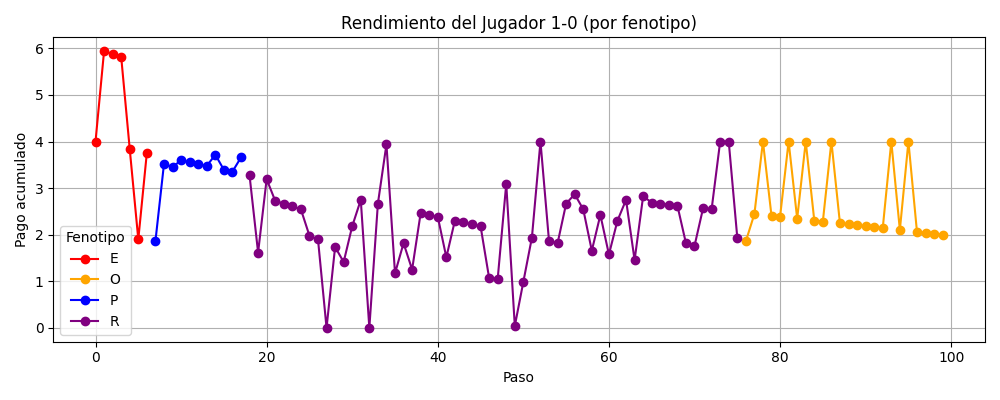 Rendimiento del Jugador 1-0 (por fenotipo)
Pago acumulado
6
5
4
3
2
1
0
Fenotipo
E
O
P
R
0
20
40
60
80
100
Paso